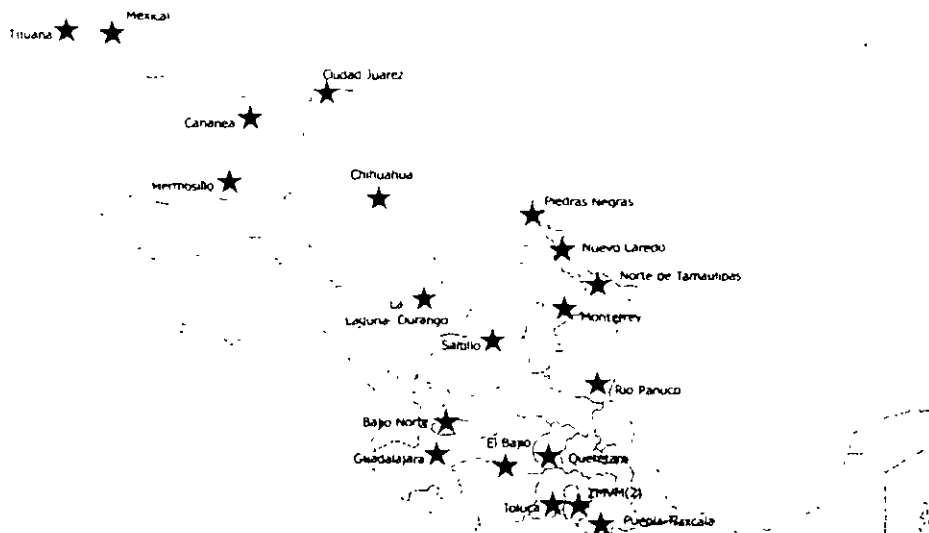 Mexical
Tijuana
Ciudad Juarez
Cananea
Chihuahua
Hermosillo
Piedras Negras
Nuevo Laredo
Norte de Tamaulipas
La
Laguna- Durango
Monterrey
Saltillo
Rio Panuco
Bajio Norte
El Bajio
Guadalajara
Queretaro
ZMVM(2)
Toluca
Puebla-Tlaxcala